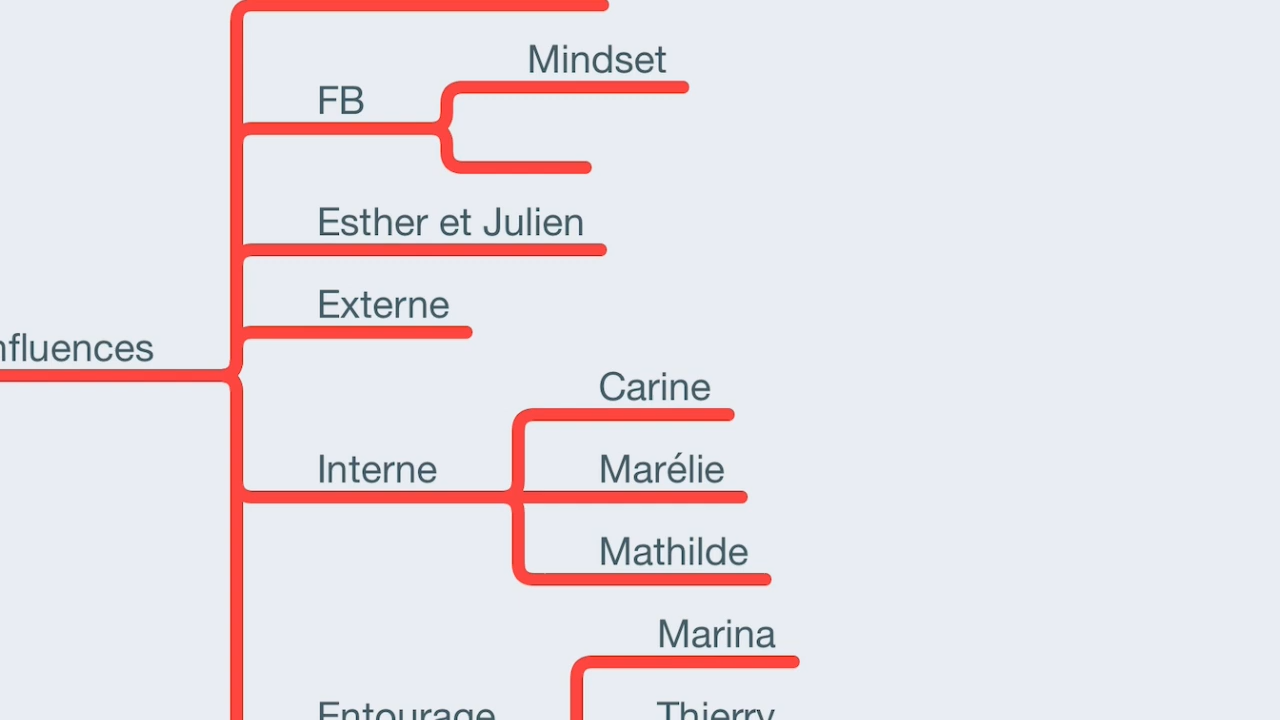 Mindset
FB
Esther et Julien
Externe
nfluences
Carine
Interne
Marélie
Mathilde
Marina
Entourage
Thierry